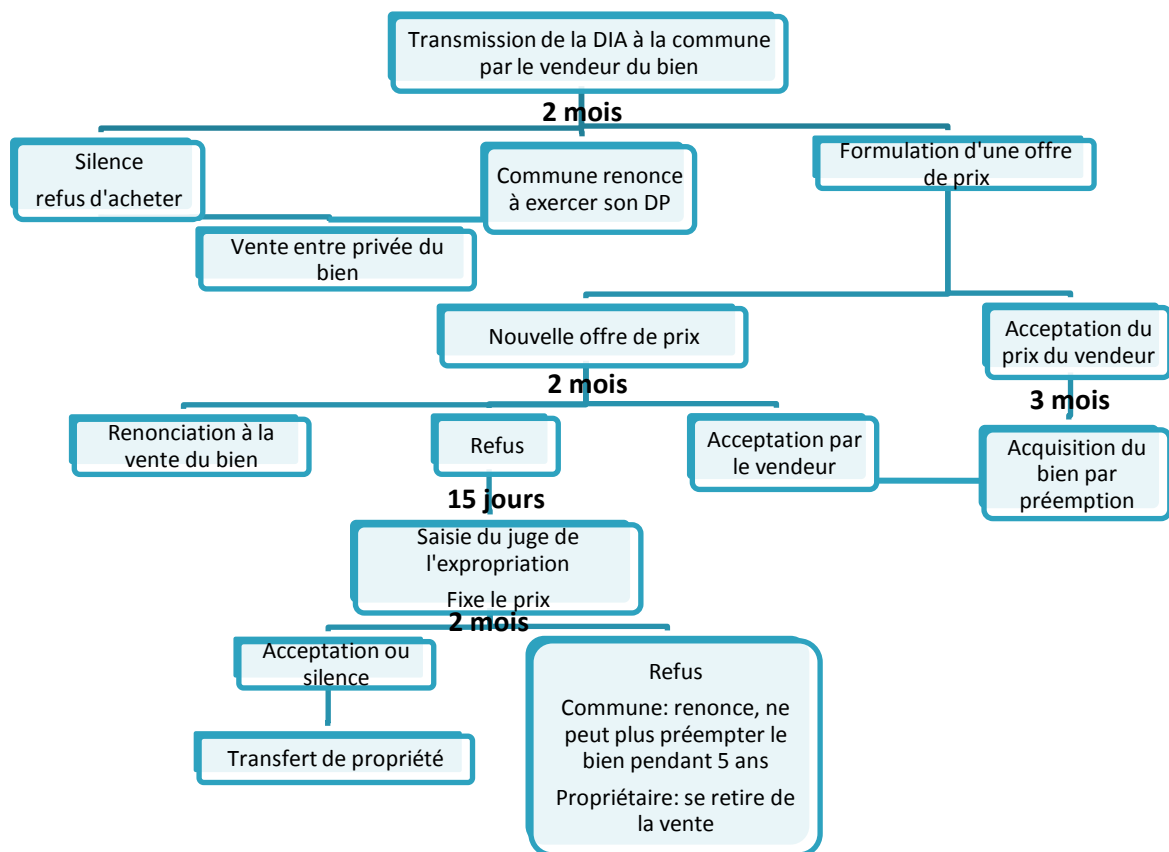 Transmission de la DIA à la commune
par le vendeur du bien
2 mois
Silence
refus d'acheter
Commune renonce
à exercer son DP
Formulation d'une offre
de prix
Vente entre privée du
bien
Nouvelle offre de prix
Acceptation du
prix du vendeur
2 mois
3 mois
Renonciation à la
vente du bien
Refus
Acceptation par
le vendeur
Acquisition du
bien par
préemption
15 jours
Saisie du juge de
l'expropriation
Fixe le prix
2 mois
Acceptation ou
silence
Refus
Commune: renonce, ne
peut plus préempter le
bien pendant 5 ans
Propriétaire: se retire de
la vente
Transfert de propriété